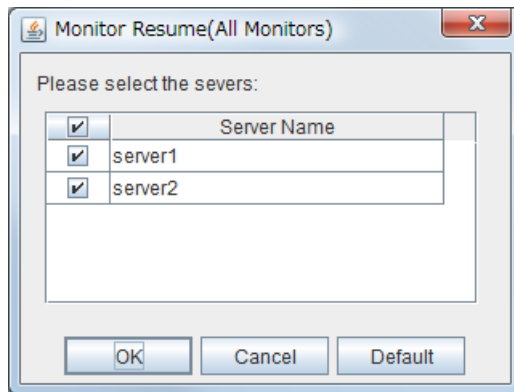 Monitor Resume(All Monitors)
Please select the severs:
Server Name
server1
server2
OK Cancel Default